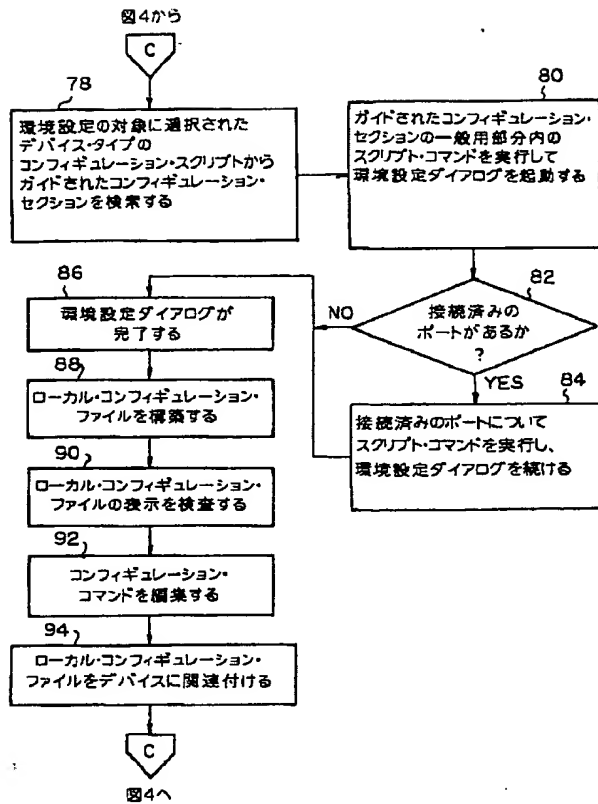 図4から
C
78
環境設定の対象に選択された
デバイス・タイプの
コンフィギュレーション・スクリプトから
ガイドされたコンフィギュレーション・
セクションを検索する
80
ガイドされたコンフィギュレーション・
セクションの一般用部分内の
スクリプト・コマンドを実行して
環境設定ダイアログを起動する
82
接続済みの
ポートがあるか
?
NO
YES
84
接続済みのポートについて
スクリプト・コマンドを実行し、
環境設定ダイアログを続ける
86
環境設定ダイアログが
完了する
88
ローカル・コンフィギュレーション・
ファイルを構築する
90
ローカル・コンフィギュレーション・
ファイルの表示を検査する
92
コンフィギュレーション・
コマンドを編集する
94
ローカル・コンフィギュレーション・
ファイルをデバイスに関連付ける
C
図4へ